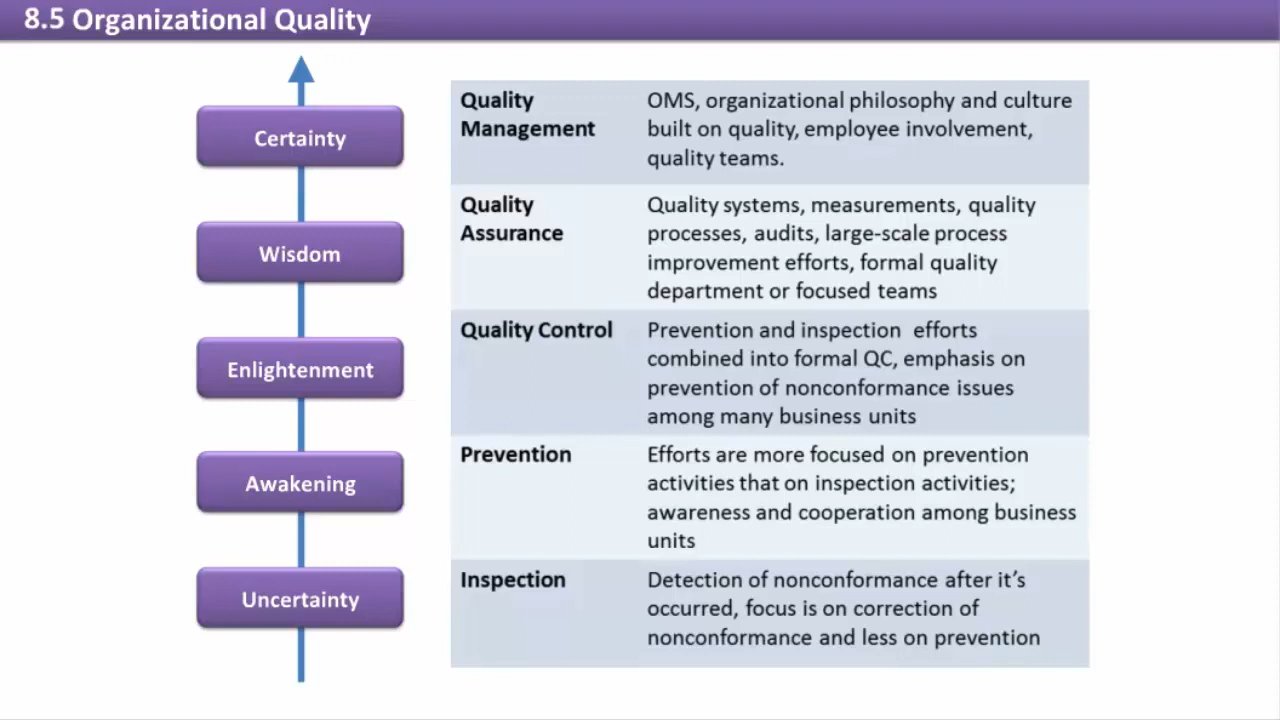 8.5 Organizational Quality
Certainty
Quality
Management
OMS, organizational philosophy and culture
built on quality, employee involvement,
quality teams.
Wisdom
Quality
Assurance
Quality systems, measurements, quality
processes, audits, large-scale process
improvement efforts, formal quality
department or focused teams
Enlightenment
Quality Control
Prevention and inspection efforts
combined into formal QC, emphasis on
prevention of nonconformance issues
among many business units
Awakening
Prevention
Efforts are more focused on prevention
activities that on inspection activities;
awareness and cooperation among business
units
Uncertainty
Inspection
Detection of nonconformance after it’s
occurred, focus is on correction of
nonconformance and less on prevention